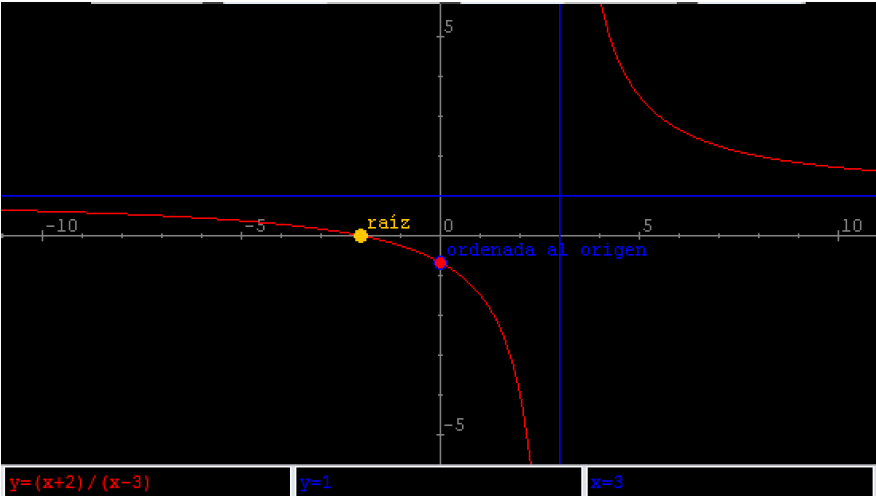 5
raíz
-10 -5 0 5 10
ordenada al origen
-5
y=(x+2)/(x-3) y=1 x=3